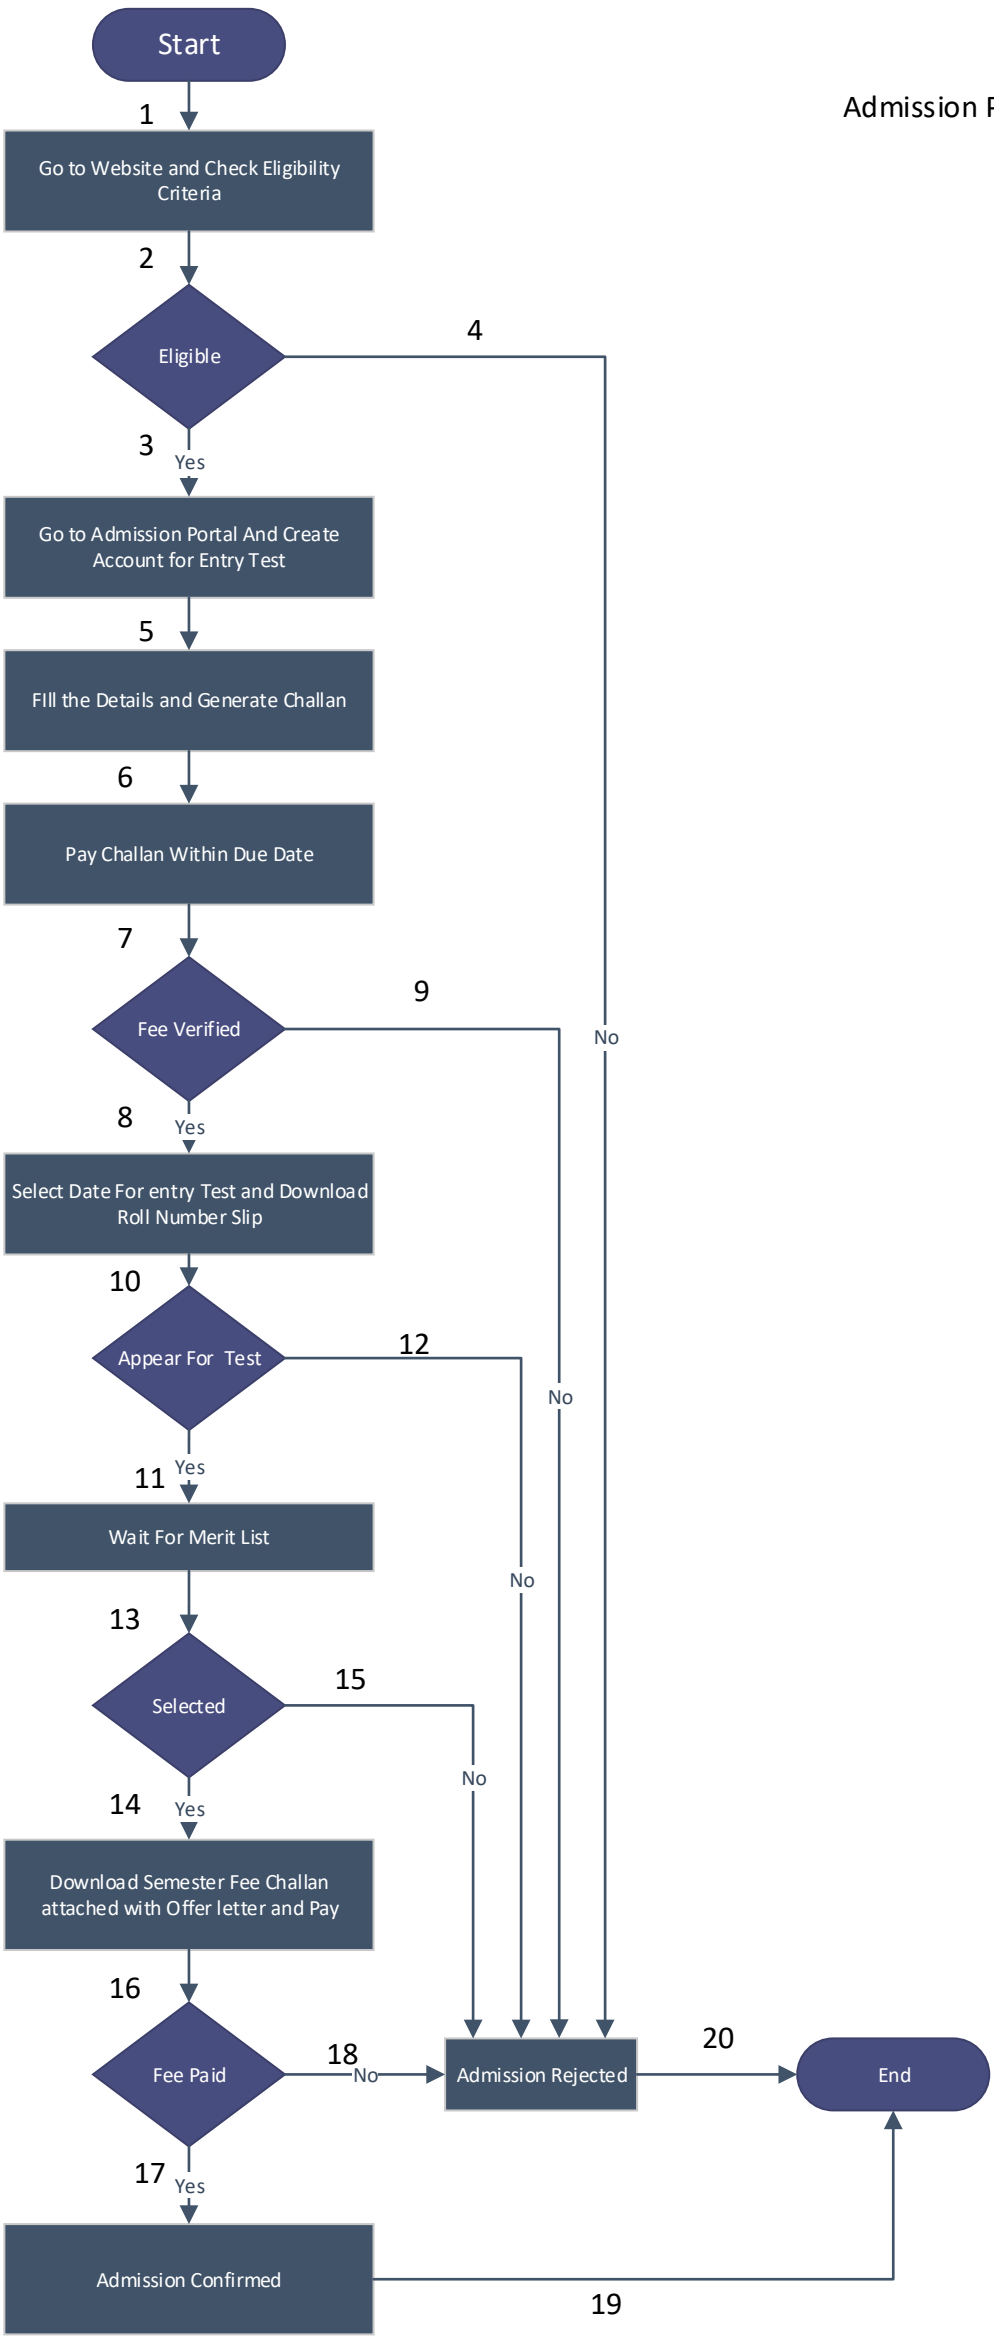 Start
Admission P
1
Go to Website and Check Eligibility
Criteria
2
Eligible
4
3
Yes
Go to Admission Portal And Create
Account for Entry Test
5
FIll the Details and Generate Challan
6
Pay Challan Within Due Date
7
Fee Verified
9
No
8
Yes
Select Date For entry Test and Download
Roll Number Slip
10
Appear For Test
12
No
11
Yes
Wait For Merit List
No
13
Selected
15
No
14
Yes
Download Semester Fee Challan
attached with Offer letter and Pay
16
Fee Paid
18
No
Admission Rejected
20
End
17
Yes
Admission Confirmed
19